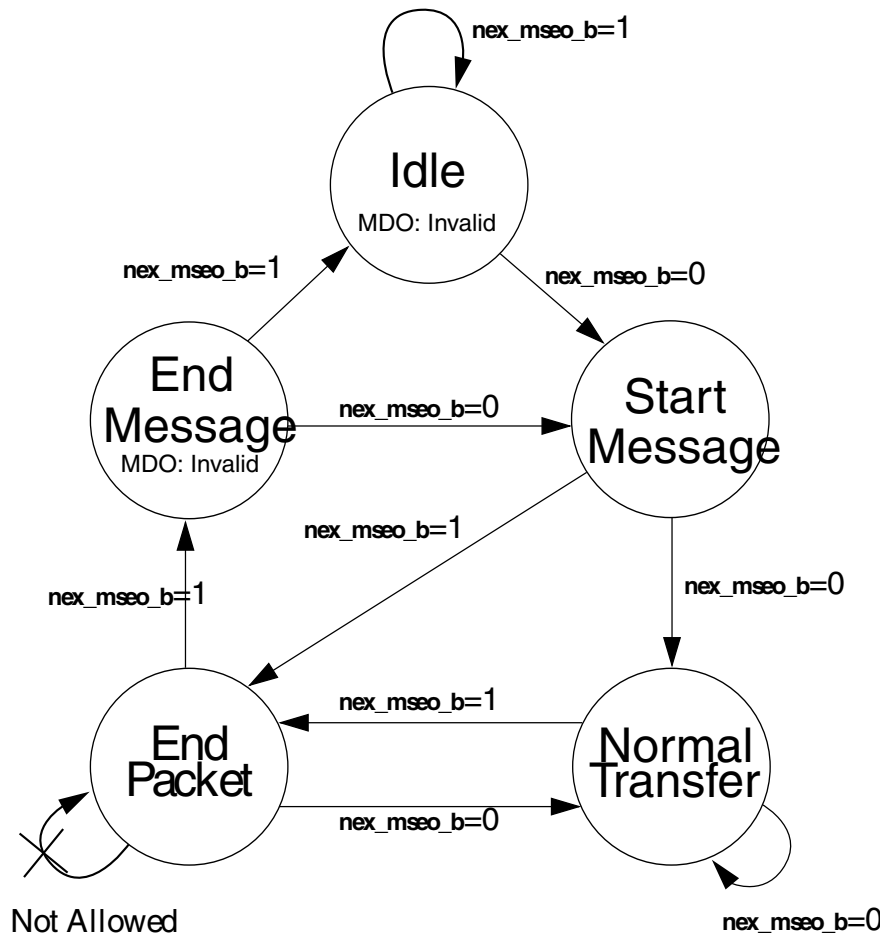 nex_mseo_b=1
Idle
MDO: Invalid
nex_mseo_b=1
nex_mseo_b=0
End
Message
MDO: Invalid
nex_mseo_b=0
Start
Message
nex_mseo_b=1
nex_mseo_b=1
nex_mseo_b=0
End
Packet
nex_mseo_b=1
nex_mseo_b=0
Normal
Transfer
Not Allowed
nex_mseo_b=0